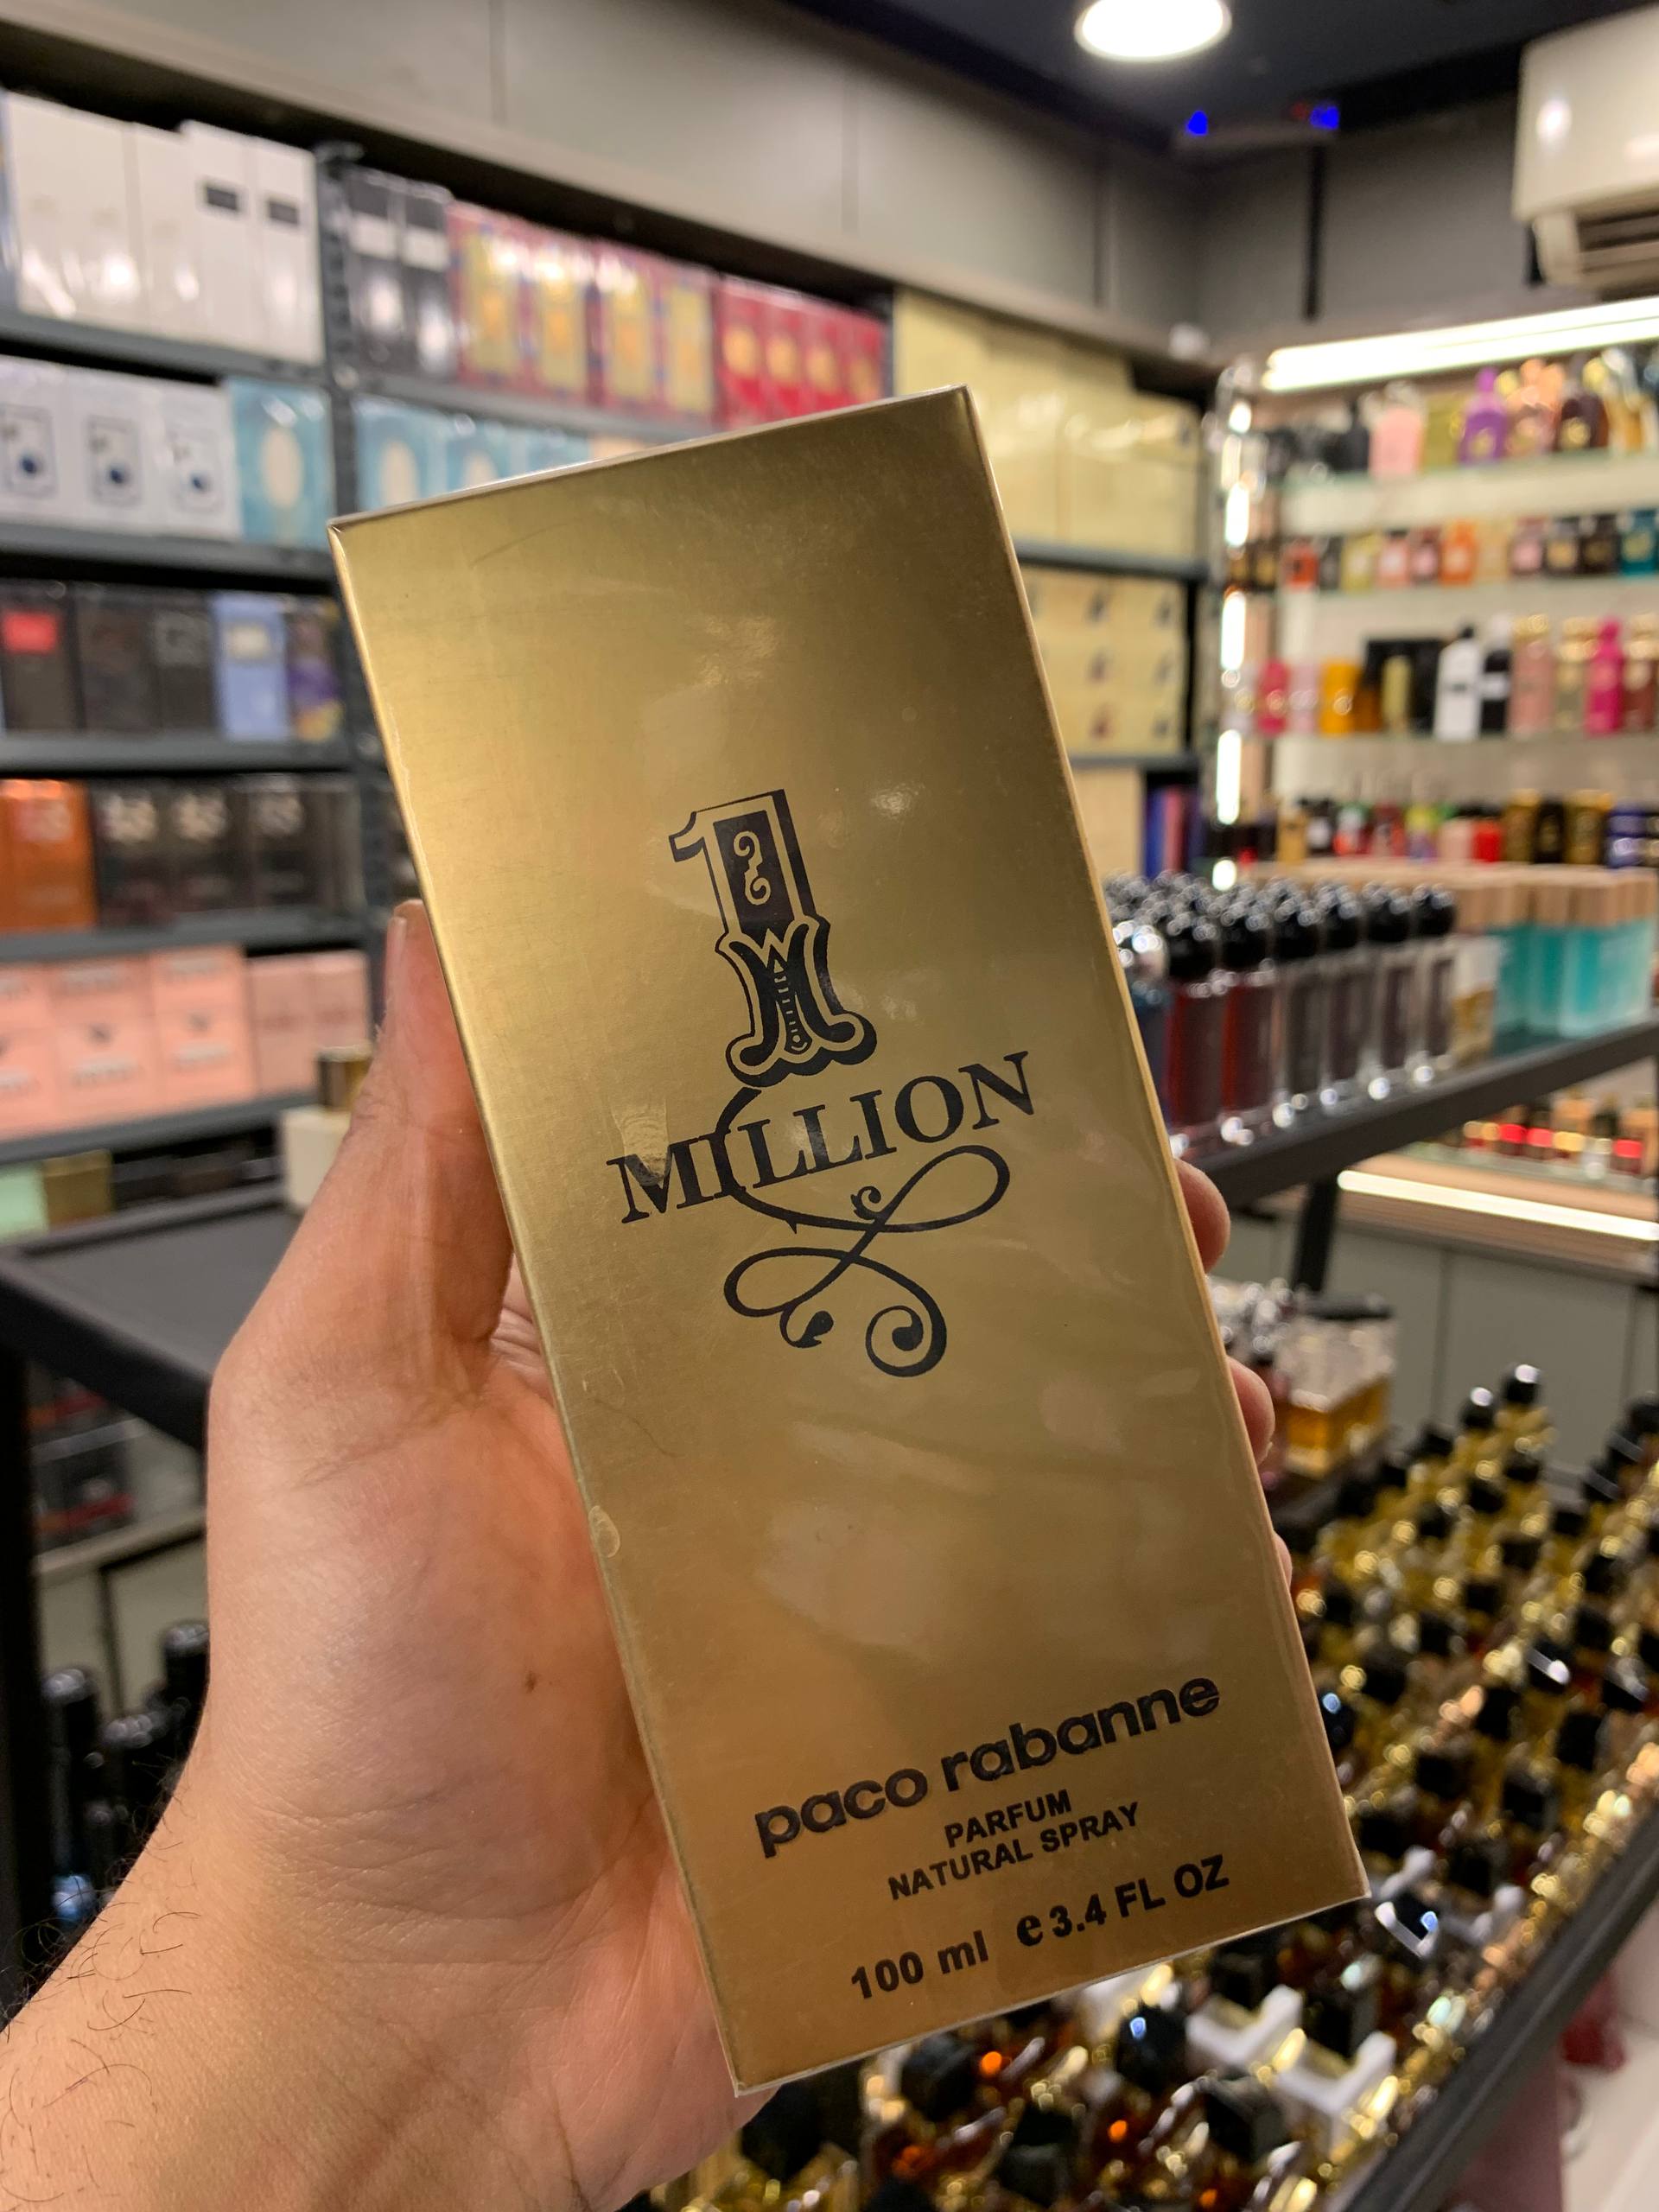 1
MILLION
paco rabanne
PARFUM
NATURAL SPRAY
100 ml e 3.4 FL OZ